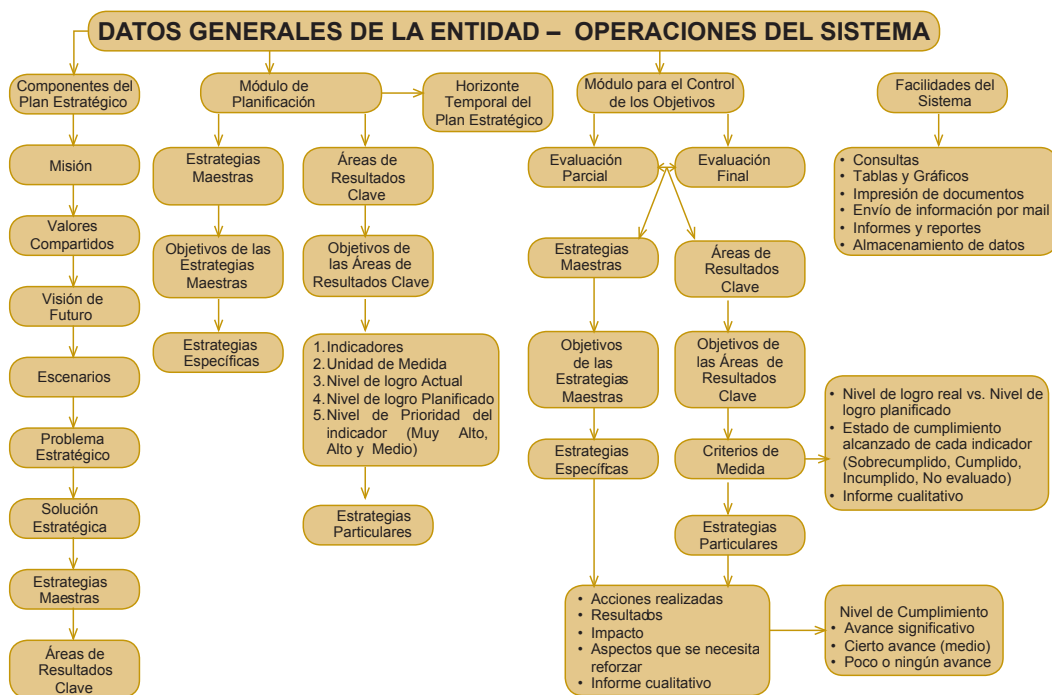 DATOS GENERALES DE LA ENTIDAD – OPERACIONES DEL SISTEMA
Componentes del
Plan Estratégico
Misión
Valores
Compartidos
Visión de
Futuro
Escenarios
Problema
Estratégico
Solución
Estratégica
Estrategias
Maestras
Áreas de
Resultados
Clave
Módulo de
Planificación
Horizonte
Temporal del
Plan Estratégico
Estrategias
Maestras
Objetivos de las
Estrategias
Maestras
Estrategias
Específicas
Áreas de
Resultados
Clave
Objetivos de
las Áreas de
Resultados Clave
1. Indicadores
2. Unidad de Medida
3. Nivel de logro Actual
4. Nivel de logro Planificado
5. Nivel de Prioridad del
indicador (Muy Alto,
Alto y Medio)
Estrategias
Particulares
Módulo para el Control
de los Objetivos
Evaluación
Parcial
Evaluación
Final
Estrategias
Maestras
Objetivos
de las
Estrategias
Maestras
Estrategias
Específicas
Áreas de
Resultados
Clave
Objetivos de
las Áreas de
Resultados
Clave
Criterios de
Medida
• Nivel de logro real vs. Nivel de
logro planificado
• Estado de cumplimiento
alcanzado de cada indicador
(Sobrecumplido, Cumplido,
Incumplido, No evaluado)
• Informe cualitativo
Estrategias
Particulares
• Acciones realizadas
• Resultados
• Impacto
• Aspectos que se necesita
reforzar
• Informe cualitativo
Nivel de Cumplimiento
• Avance significativo
• Cierto avance (medio)
• Poco o ningún avance
Facilidades del
Sistema
• Consultas
• Tablas y Gráficos
• Impresión de documentos
• Envío de información por mail
• Informes y reportes
• Almacenamiento de datos